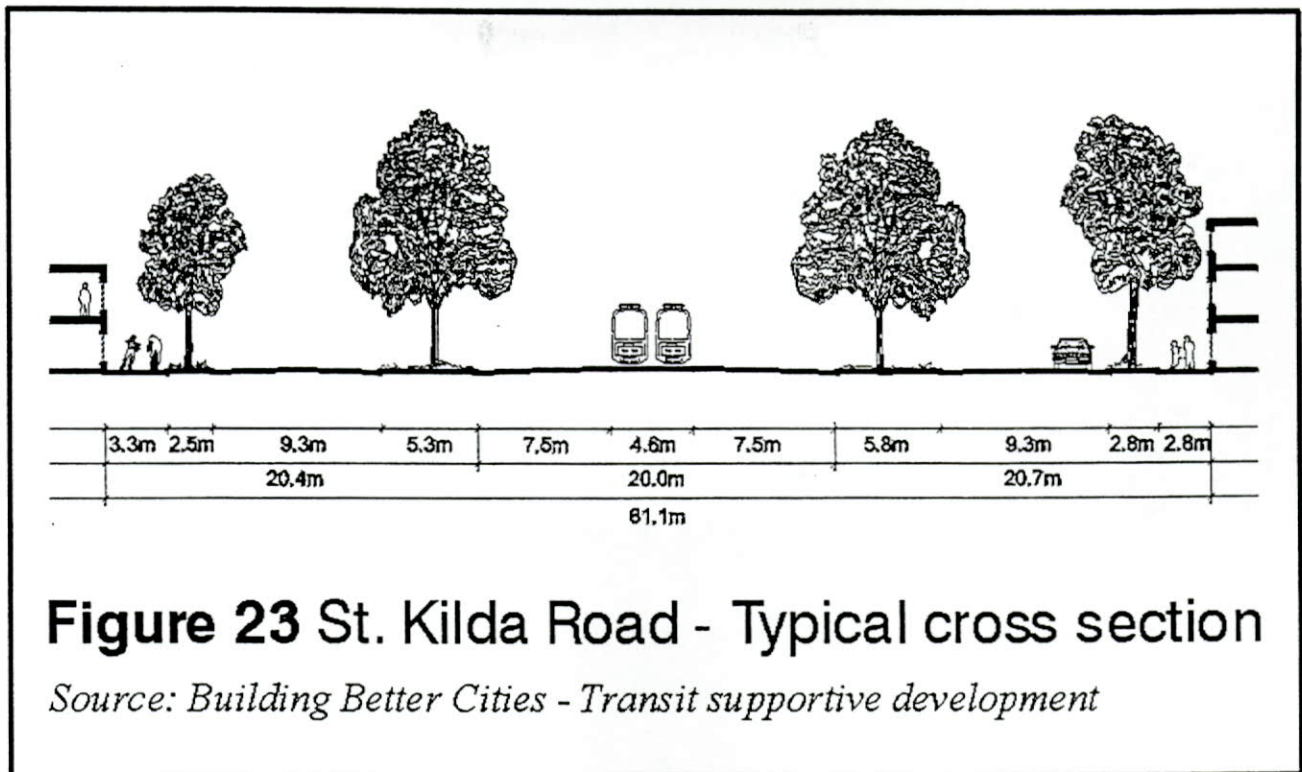 3.3m 2.5m 9.3m 5.3m 7.5m 4.6m 7.5m 5.8m 9.3m 2.8m 2.8m
20.4m 20.0m 20.7m
61.1m
Figure 23 St. Kilda Road - Typical cross section
Source: Building Better Cities - Transit supportive development